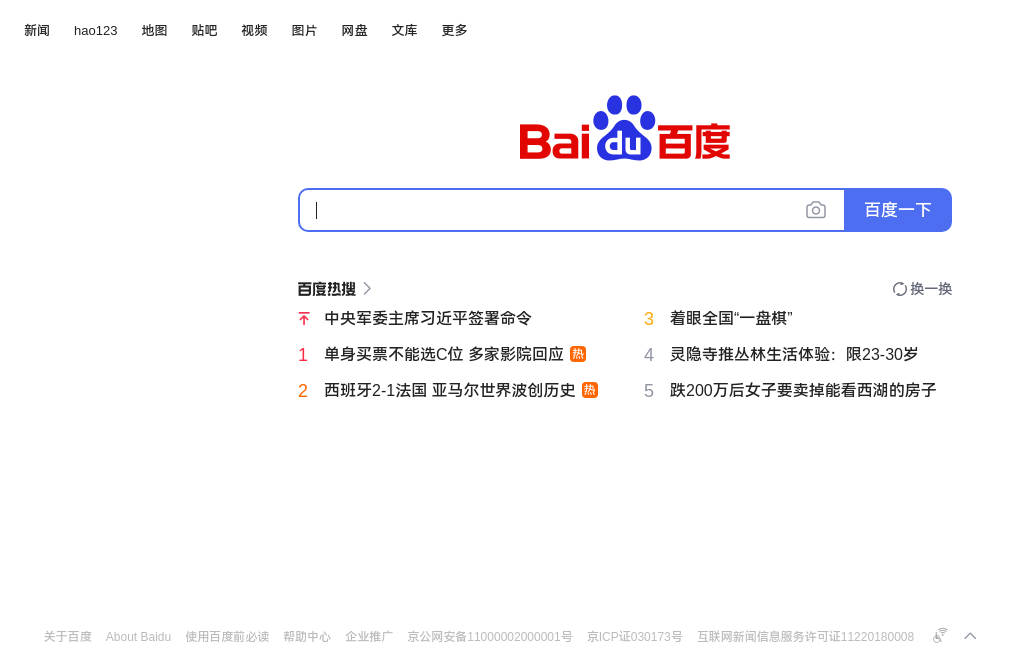 新闻 hao123 地图 贴吧 视频 图片 网盘 文库 更多
Baidu百度
百度一下
百度热搜 换一换
中央军委主席习近平签署命令
3 着眼全国“一盘棋”
1 单身买票不能选C位 多家影院回应 热
4 灵隐寺推丛林生活体验：限23-30岁
2 西班牙2-1法国 亚马尔世界波创历史 热
5 跌200万后女子要卖掉能看西湖的房子
关于百度 About Baidu 使用百度前必读 帮助中心 企业推广 京公网安备11000002000001号 京ICP证030173号 互联网新闻信息服务许可证11220180008